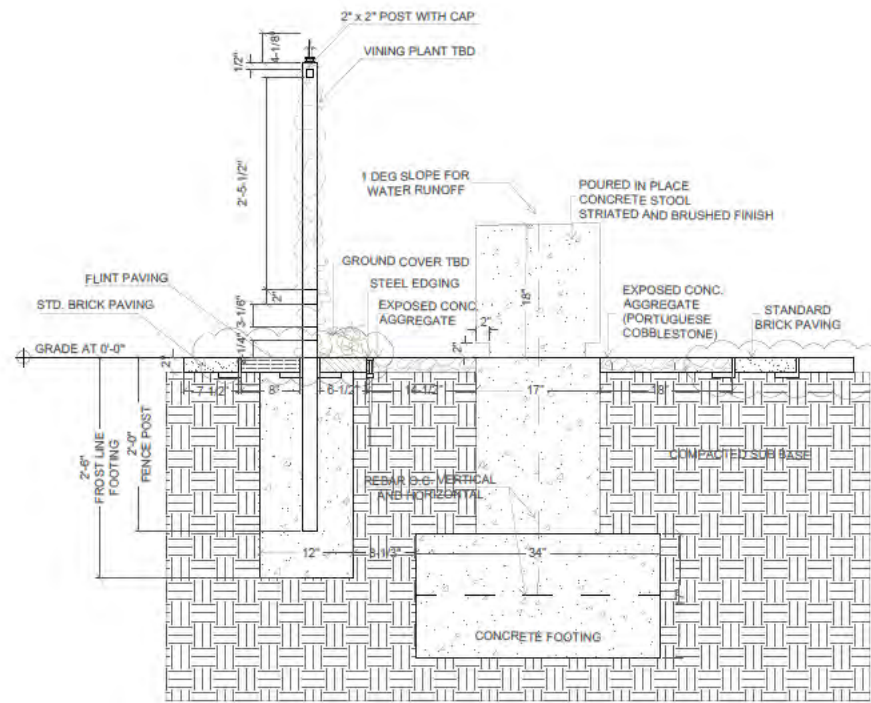 2" x 2" POST WITH CAP
4-1/8"
1/2"
VINING PLANT TBD
2'-5-1/2"
1 DEG SLOPE FOR
WATER RUNOFF
POURED IN PLACE
CONCRETE STOOL
STRIATED AND BRUSHED FINISH
GROUND COVER TBD
FLINT PAVING
STEEL EDGING
2"
18"
STD. BRICK PAVING
3-1/6"
EXPOSED CONC.
AGGREGATE
EXPOSED CONC.
AGGREGATE
(PORTUGUESE
COBBLESTONE)
STANDARD
BRICK PAVING
2"
2"
GRADE AT 0'-0"
2"
7-1/2"
8"
6-1/2"
14-1/2"
17"
18"
2'-6"
FROST LINE
FOOTING
2'-0"
FENCE POST
COMPACTED SUB BASE
REBAR O.C. VERTICAL
AND HORIZONTAL
12"
8-1/3"
34"
CONCRETE FOOTING